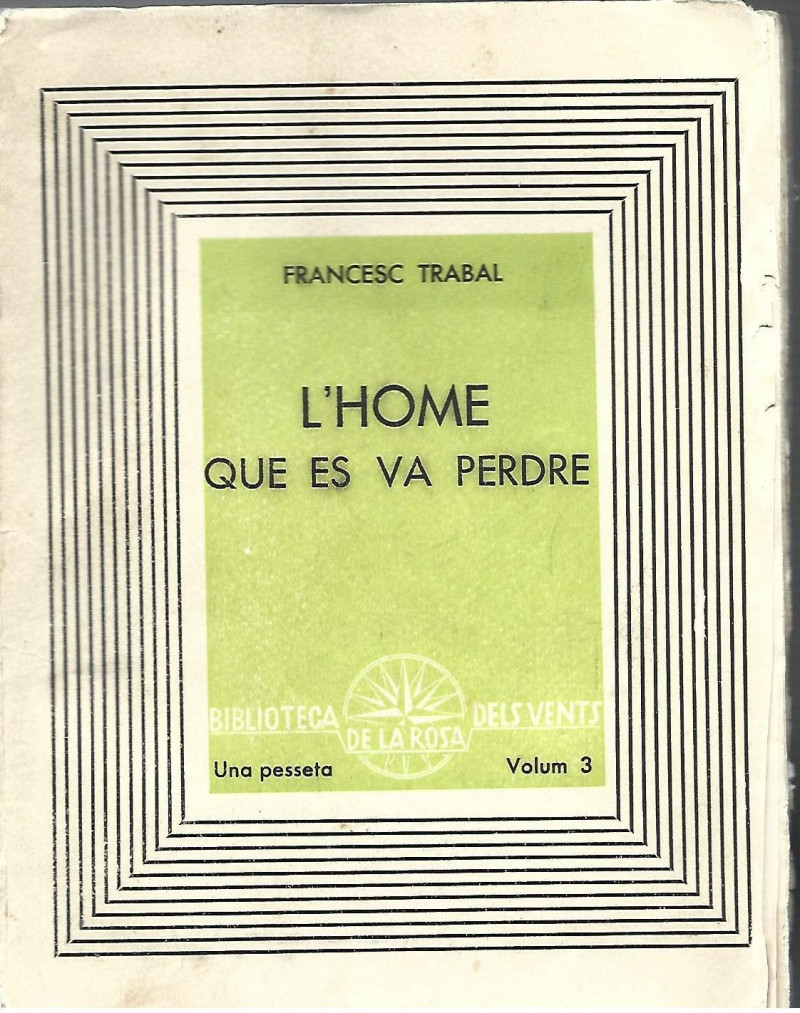 FRANCESC TRABAL
L'HOME
QUE ES VA PERDRE
BIBLIOTECA DE LA ROSA DELS VENTS
Una pesseta Volum 3